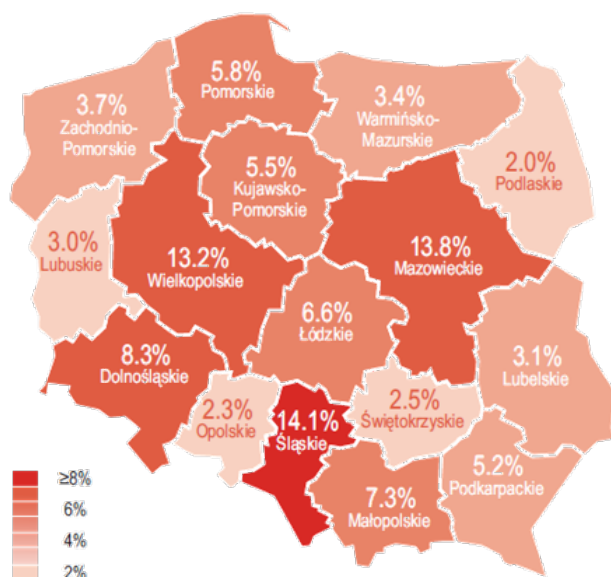 5.8%
Pomorskie
3.7%
Zachodnio-
Pomorskie
3.4%
Warmińsko-
Mazurskie
2.0%
Podlaskie
5.5%
Kujawsko-
Pomorskie
3.0%
Lubuskie
13.2%
Wielkopolskie
13.8%
Mazowieckie
6.6%
Łódzkie
8.3%
Dolnośląskie
3.1%
Lubelskie
2.3%
Opolskie
14.1%
Śląskie
2.5%
Świętokrzyskie
5.2%
Podkarpackie
7.3%
Małopolskie
≥8%
6%
4%
2%